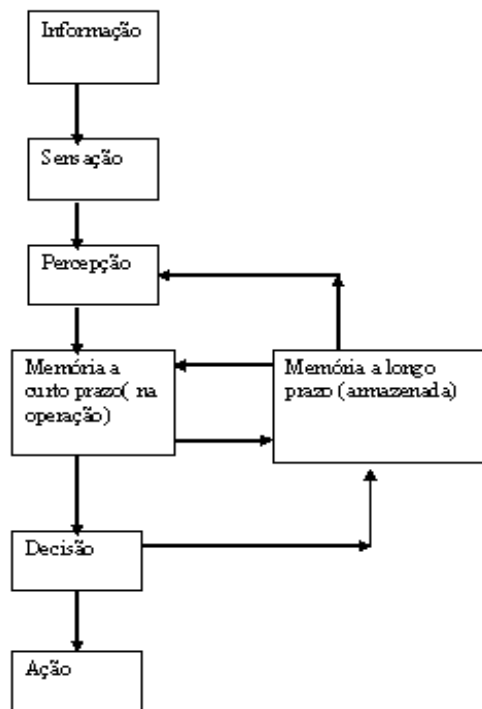 Informação
Sensação
Percepção
Memória a
curto prazo( na
operação)
Memória a longo
prazo (armazenada)
Decisão
Ação